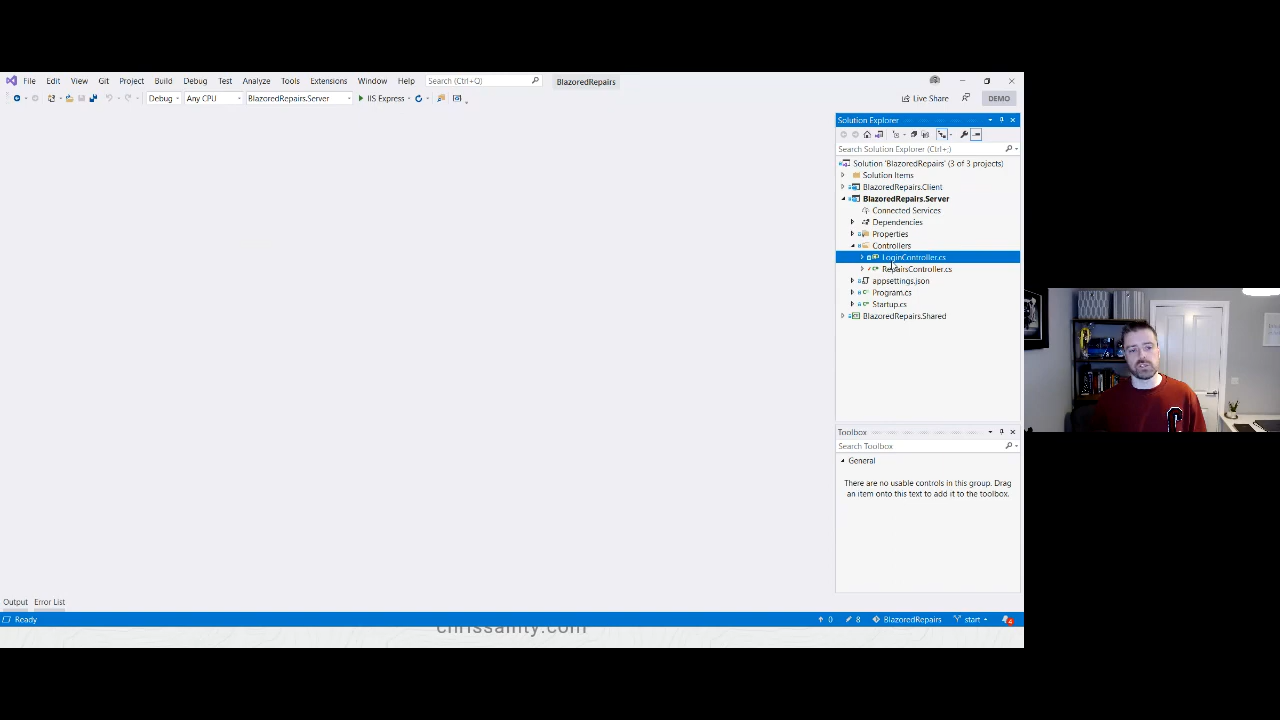 File Edit View Git Project Build Debug Test Analyze Tools Extensions Window Help Search (Ctrl+Q) BlazoredRepairs
Debug Any CPU BlazoredRepairs.Server IIS Express Live Share DEMO
Solution Explorer
Search Solution Explorer (Ctrl+;)
Solution 'BlazoredRepairs' (3 of 3 projects)
Solution Items
BlazoredRepairs.Client
BlazoredRepairs.Server
Connected Services
Dependencies
Properties
Controllers
LoginController.cs
RepairsController.cs
appsettings.json
Program.cs
Startup.cs
BlazoredRepairs.Shared
Toolbox
Search Toolbox
General
There are no usable controls in this group. Drag
an item onto this text to add it to the toolbox.
Output Error List
Ready 0 8 BlazoredRepairs start 4
chrissainty.com